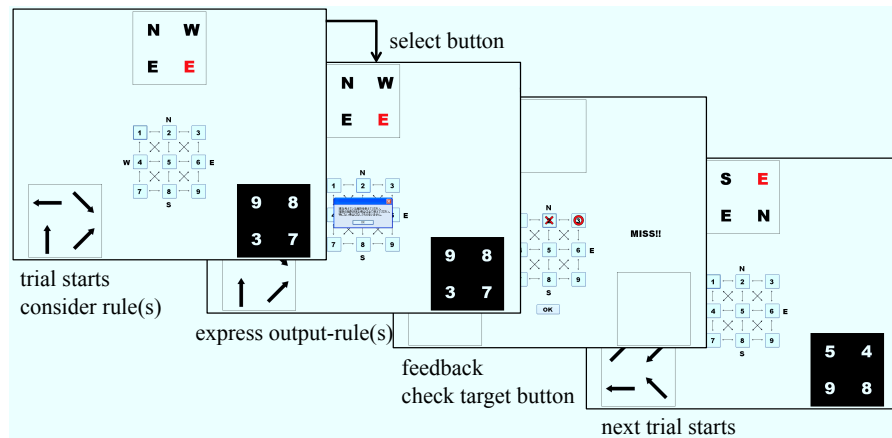 N W
E E
N
1 2 3
W 4 5 6 E
7 8 9
S
9 8
3 7
trial starts
consider rule(s)
select button
N W
E E
N
1 2 3
E
7 8 9
S
9 8
3 7
express output-rule(s)
N
5 6 E
8 9
S
OK
MISS!!
feedback
check target button
S E
E N
N
1 2 3
4 5 6 E
7 8 9
S
5 4
9 8
next trial starts